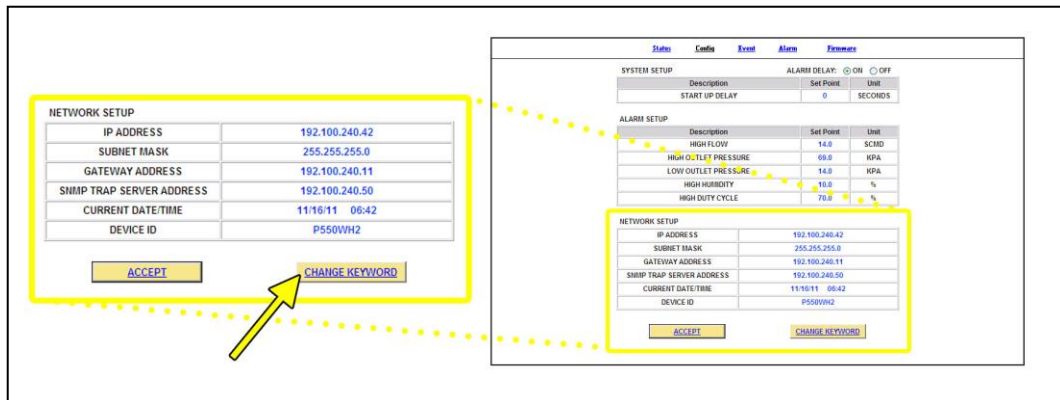 NETWORK SETUP
IP ADDRESS 192.100.240.42
SUBNET MASK 255.255.255.0
GATEWAY ADDRESS 192.100.240.11
SNMP TRAP SERVER ADDRESS 192.100.240.50
CURRENT DATE/TIME 11/16/11 06:42
DEVICE ID P550WH2
ACCEPT CHANGE KEYWORD
Status Config Event Alarm Firmware
SYSTEM SETUP ALARM DELAY: ON OFF
Description Set Point Unit
START UP DELAY 0 SECONDS
ALARM SETUP
Description Set Point Unit
HIGH FLOW 14.0 SCMD
HIGH OUTLET PRESSURE 69.0 KPA
LOW OUTLET PRESSURE 14.0 KPA
HIGH HUMIDITY 10.0 %
HIGH DUTY CYCLE 70.0 %
NETWORK SETUP
IP ADDRESS 192.100.240.42
SUBNET MASK 255.255.255.0
GATEWAY ADDRESS 192.100.240.11
SNMP TRAP SERVER ADDRESS 192.100.240.50
CURRENT DATE/TIME 11/16/11 06:42
DEVICE ID P550WH2
ACCEPT CHANGE KEYWORD